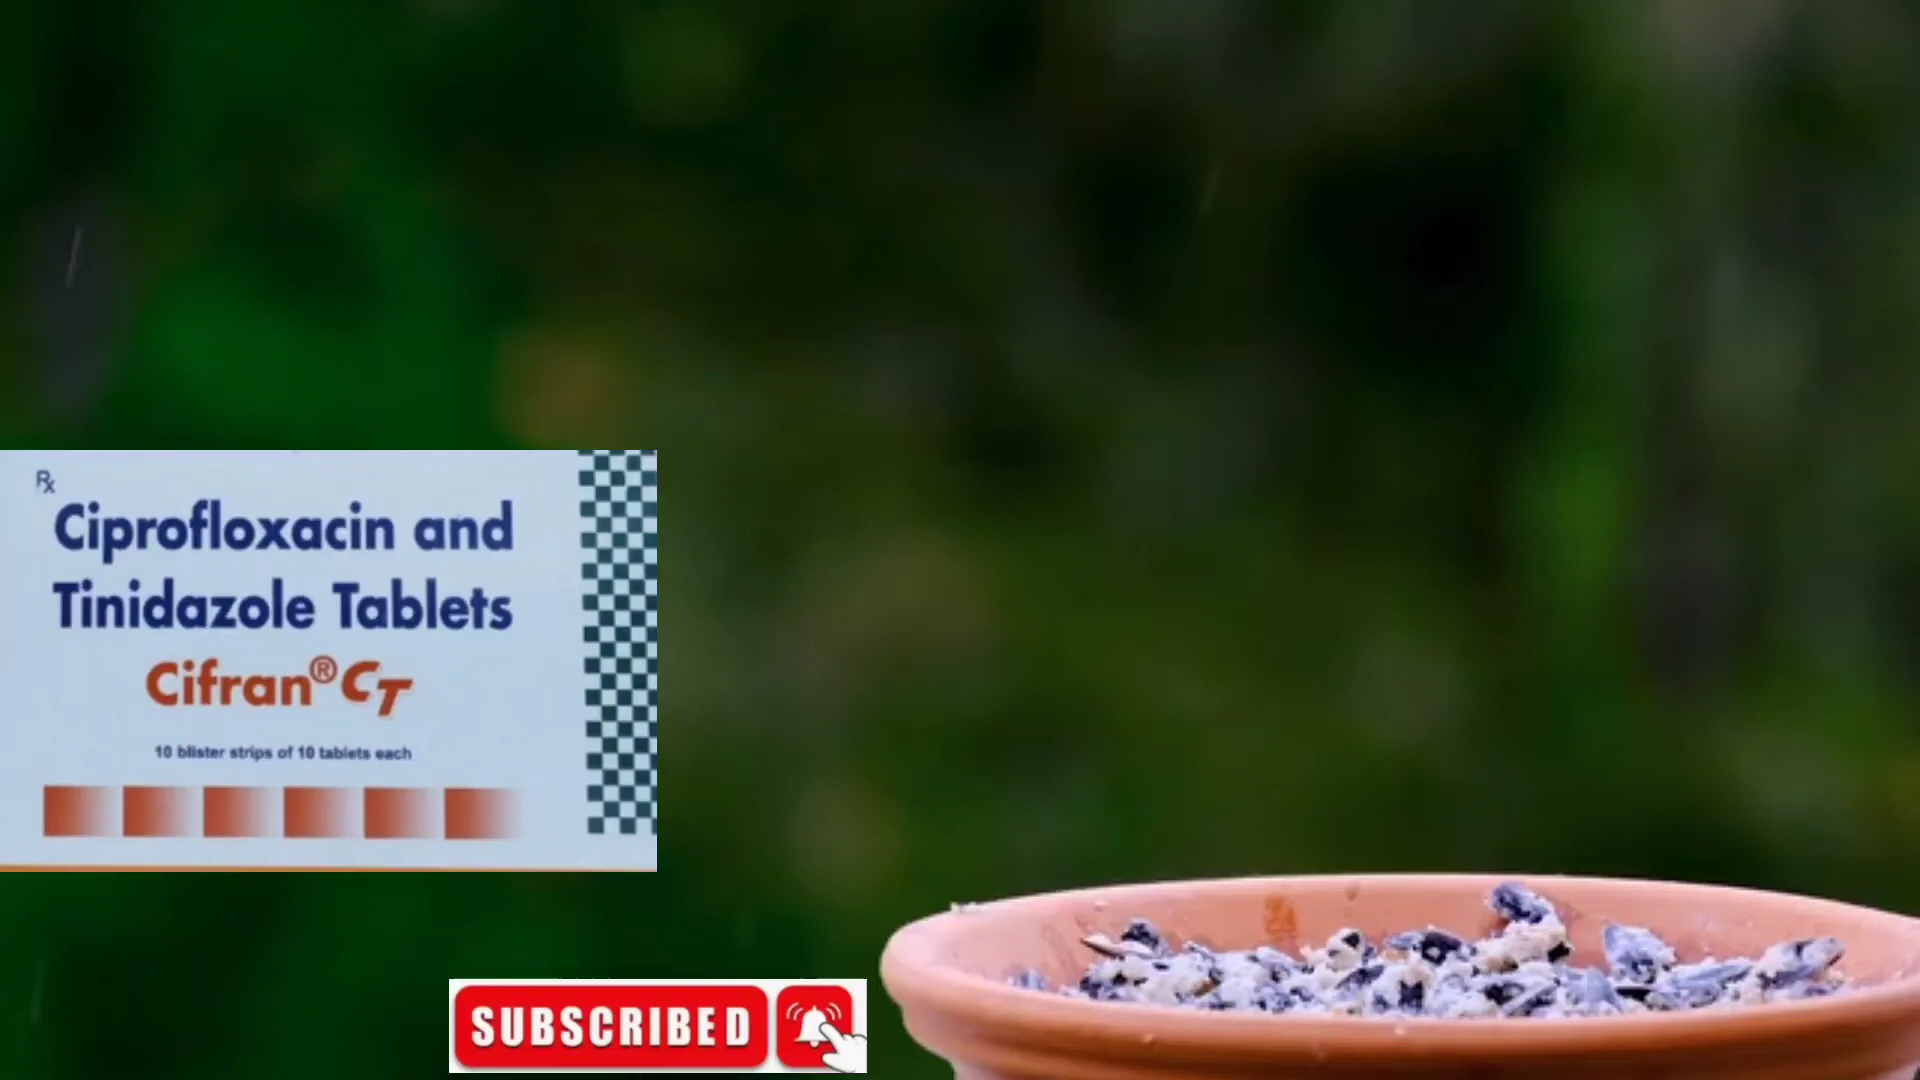 Rx
Ciprofloxacin and
Tinidazole Tablets
Cifran® CT
10 blister strips of 10 tablets each
SUBSCRIBED